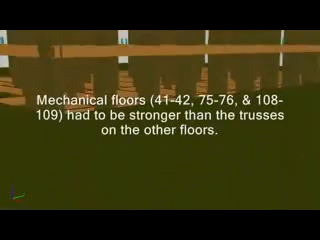 Mechanical floors (41-42, 75-76, & 108-
109) had to be stronger than the trusses
on the other floors.